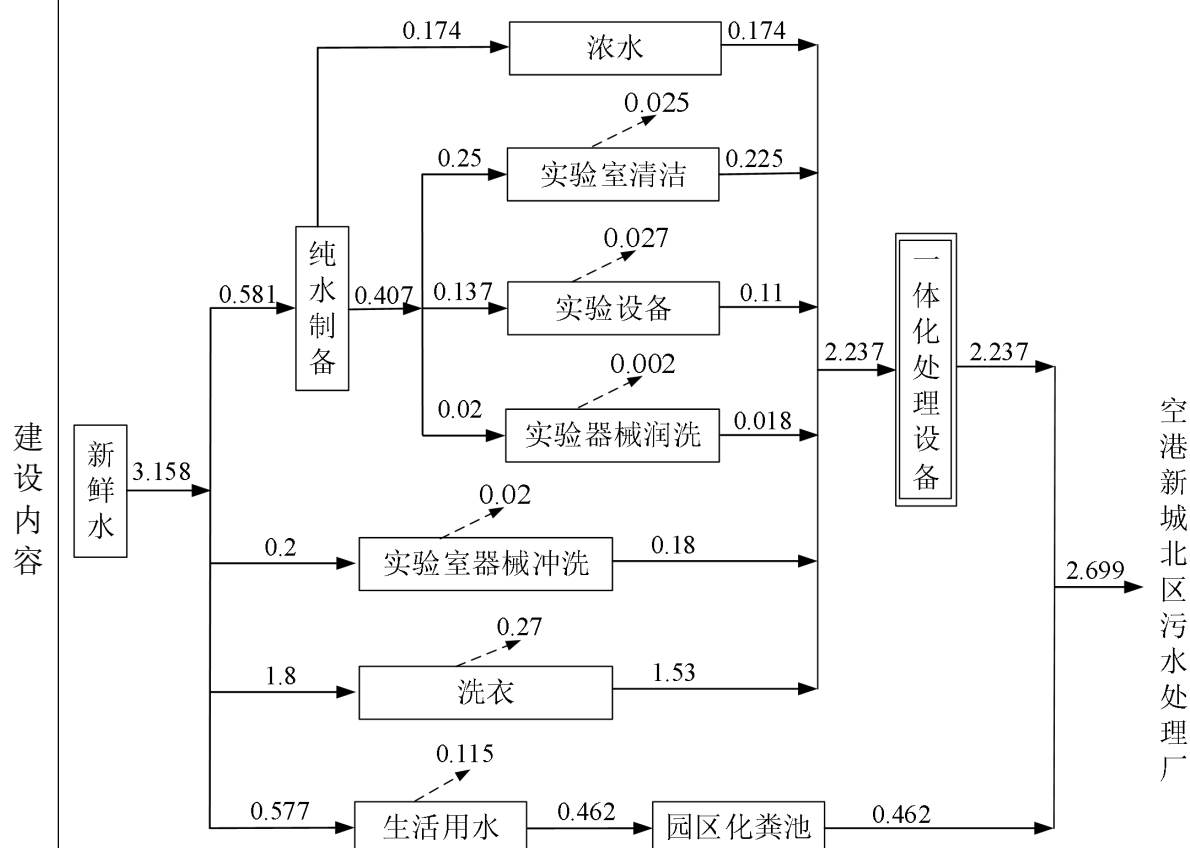 建设内容
新鲜水
3.158
0.581
纯水制备
0.174
浓水
0.174
0.407
0.25
0.025
实验室清洁
0.225
0.137
0.027
实验设备
0.11
0.02
0.002
实验器械润洗
0.018
0.2
0.02
实验室器械冲洗
0.18
1.8
0.27
洗衣
1.53
2.237
一体化处理设备
2.237
0.577
0.115
生活用水
0.462
园区化粪池
0.462
2.699
空港新城北区污水处理厂